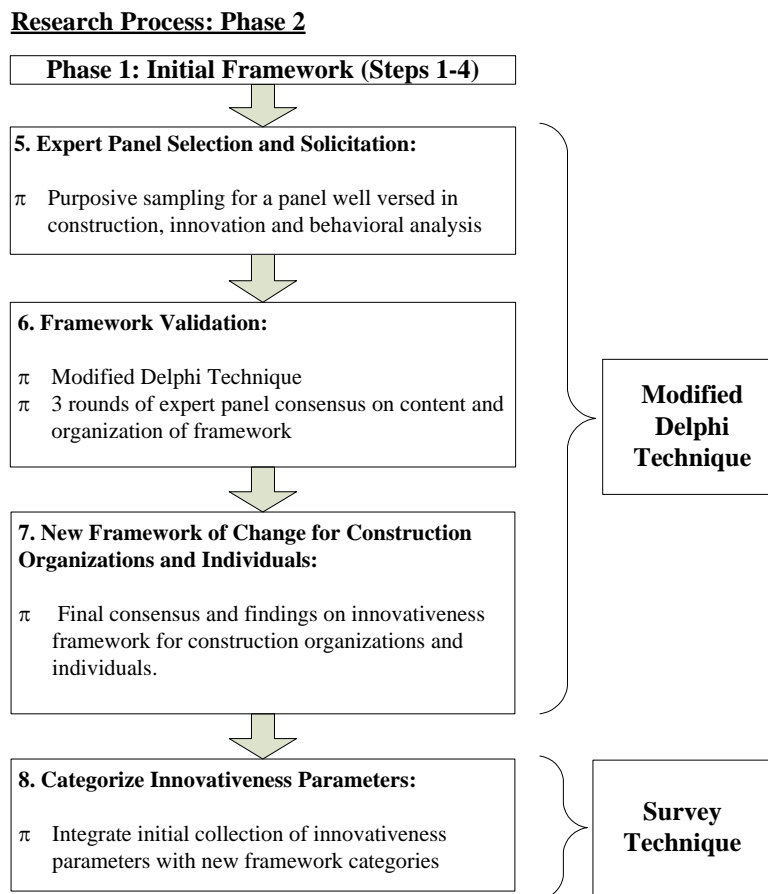 Research Process: Phase 2
Phase 1: Initial Framework (Steps 1-4)
5. Expert Panel Selection and Solicitation:
π Purposive sampling for a panel well versed in
construction, innovation and behavioral analysis
6. Framework Validation:
π Modified Delphi Technique
π 3 rounds of expert panel consensus on content and
organization of framework
7. New Framework of Change for Construction
Organizations and Individuals:
π Final consensus and findings on innovativeness
framework for construction organizations and
individuals.
Modified
Delphi
Technique
8. Categorize Innovativeness Parameters:
π Integrate initial collection of innovativeness
parameters with new framework categories
Survey
Technique